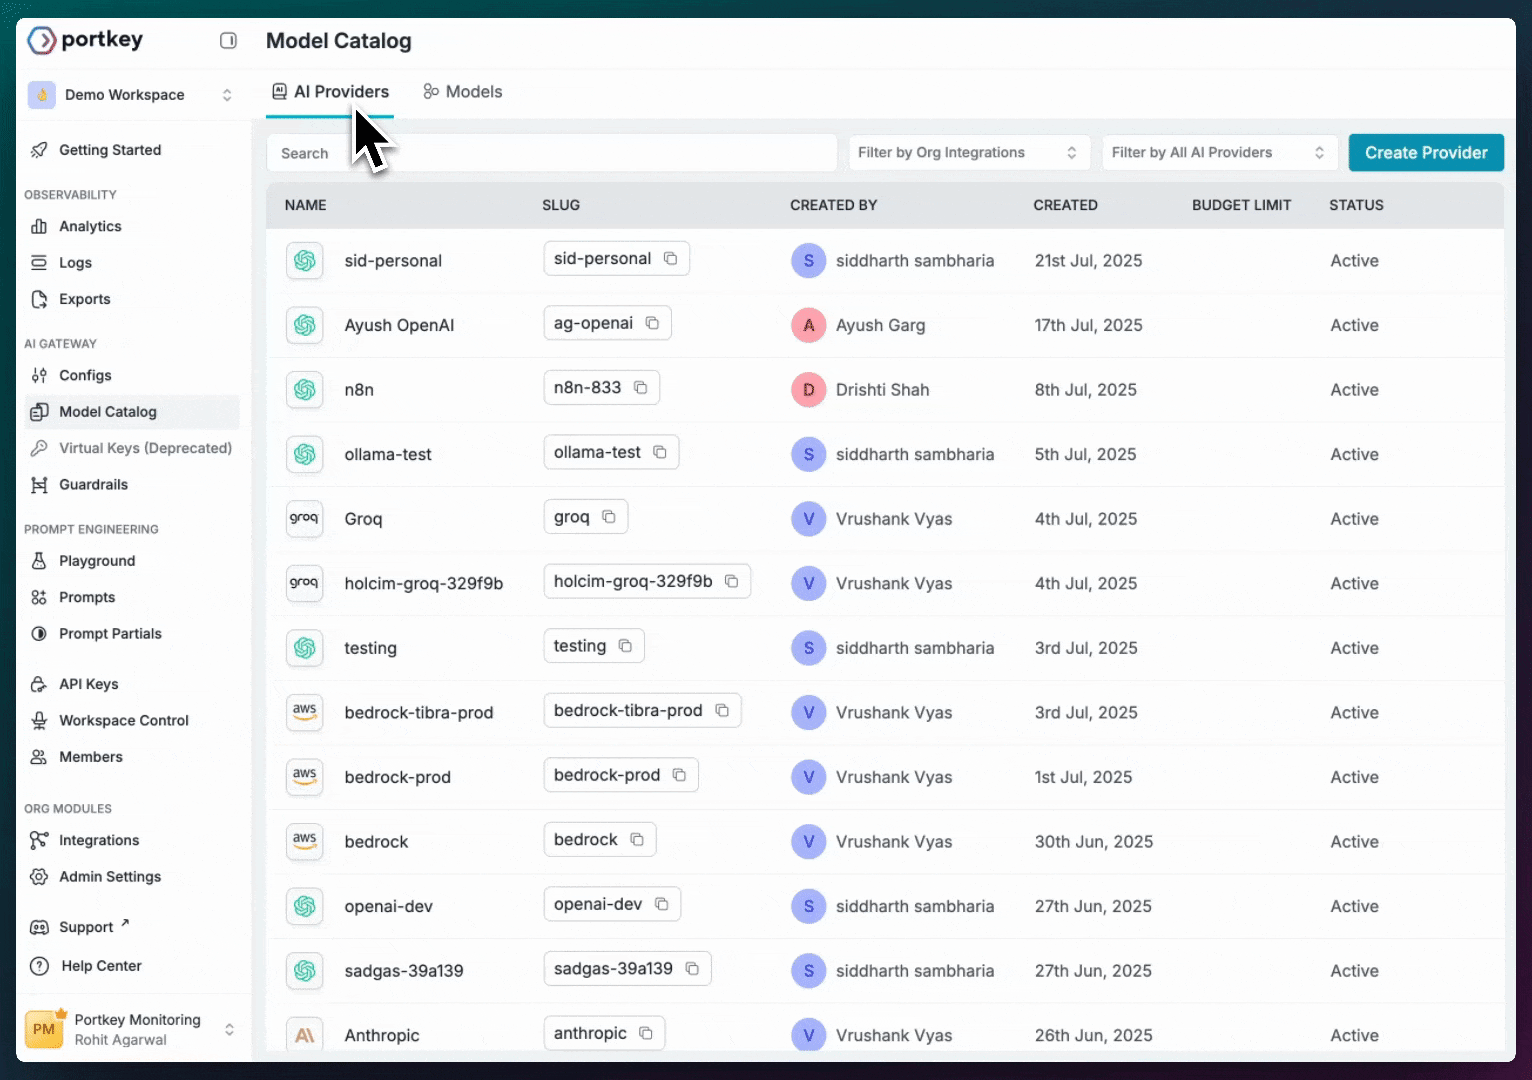 portkey
Model Catalog
Demo Workspace
AI Providers
Models
Getting Started
Search
Filter by Org Integrations
Filter by All AI Providers
Create Provider
OBSERVABILITY
Analytics
Logs
Exports
AI GATEWAY
Configs
Model Catalog
Virtual Keys (Deprecated)
Guardrails
PROMPT ENGINEERING
Playground
Prompts
Prompt Partials
API Keys
Workspace Control
Members
ORG MODULES
Integrations
Admin Settings
Support ↗
Help Center
PM
Portkey Monitoring
Rohit Agarwal
NAME SLUG CREATED BY CREATED BUDGET LIMIT STATUS
sid-personal sid-personal S siddharth sambharia 21st Jul, 2025 Active
Ayush OpenAI ag-openai A Ayush Garg 17th Jul, 2025 Active
n8n n8n-833 D Drishti Shah 8th Jul, 2025 Active
ollama-test ollama-test S siddharth sambharia 5th Jul, 2025 Active
groq Groq groq V Vrushank Vyas 4th Jul, 2025 Active
groq holcim-groq-329f9b holcim-groq-329f9b V Vrushank Vyas 4th Jul, 2025 Active
testing testing S siddharth sambharia 3rd Jul, 2025 Active
aws bedrock-tibra-prod bedrock-tibra-prod V Vrushank Vyas 3rd Jul, 2025 Active
aws bedrock-prod bedrock-prod V Vrushank Vyas 1st Jul, 2025 Active
aws bedrock bedrock V Vrushank Vyas 30th Jun, 2025 Active
openai-dev openai-dev S siddharth sambharia 27th Jun, 2025 Active
sadgas-39a139 sadgas-39a139 S siddharth sambharia 27th Jun, 2025 Active
A\ Anthropic anthropic V Vrushank Vyas 26th Jun, 2025 Active